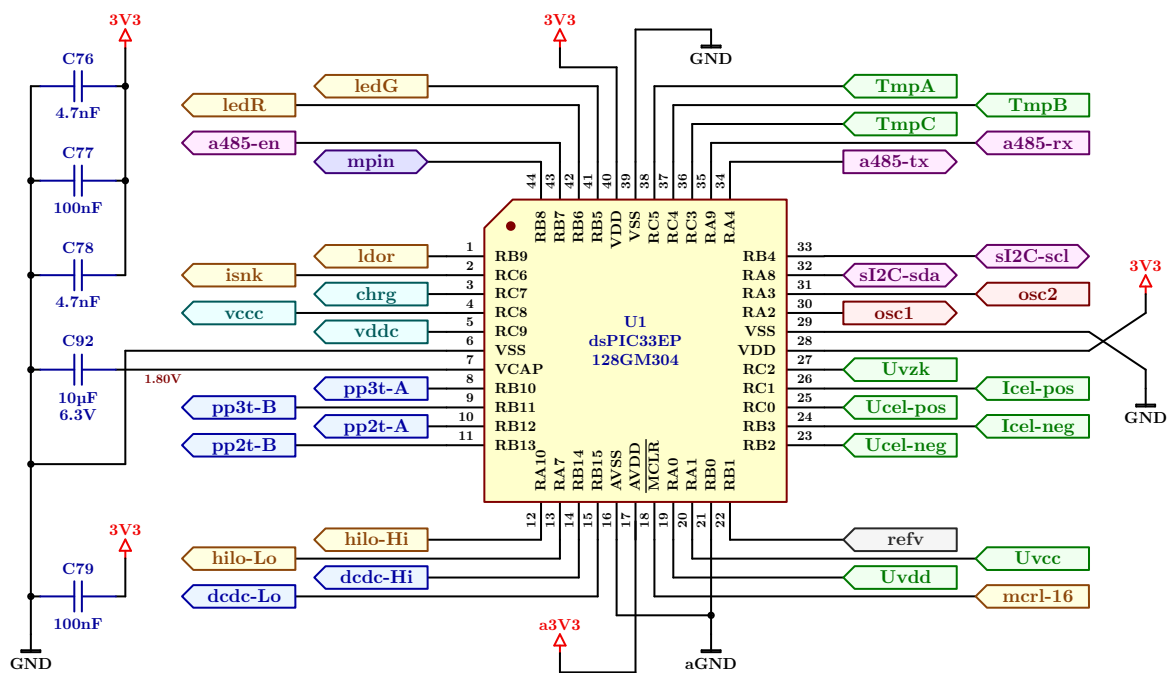 3V3
3V3
GND
C76
4.7nF
C77
100nF
C78
4.7nF
C92
10µF
6.3V
1.80V
C79
100nF
3V3
GND
ledG
ledR
a485-en
mpin
TmpA
TmpB
TmpC
a485-rx
a485-tx
44 43 42 41 40 39 38 37 36 35 34
RB8 RB7 RB6 RB5 VDD VSS RC5 RC4 RC3 RA9 RA4
ldor 1 RB9
isnk 2 RC6
chrg 3 RC7
vccc 4 RC8
vddc 5 RC9
6 VSS
7 VCAP
pp3t-A 8 RB10
pp3t-B 9 RB11
pp2t-A 10 RB12
pp2t-B 11 RB13
U1
dsPIC33EP
128GM304
RB4 33 sI2C-scl
RA8 32 sI2C-sda
RA3 31 osc2
RA2 30 osc1
VSS 29
VDD 28
RC2 27 Uvzk
RC1 26 Icel-pos
RC0 25 Ucel-pos
RB3 24 Icel-neg
RB2 23 Ucel-neg
3V3
GND
RA10 RA7 RB14 RB15 AVSS AVDD MCLR RA0 RA1 RB0 RB1
12 13 14 15 16 17 18 19 20 21 22
hilo-Hi
hilo-Lo
dcdc-Hi
dcdc-Lo
refv
Uvcc
Uvdd
mcrl-16
a3V3
aGND